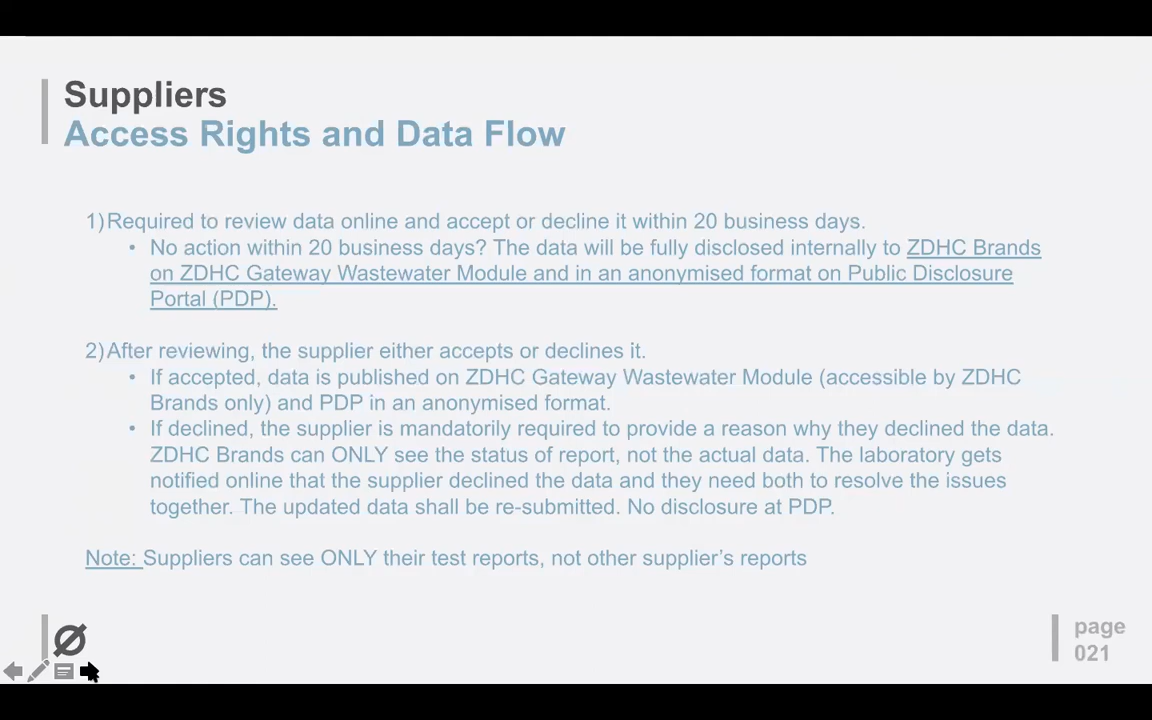 Suppliers
Access Rights and Data Flow
1)Required to review data online and accept or decline it within 20 business days.
• No action within 20 business days? The data will be fully disclosed internally to ZDHC Brands
on ZDHC Gateway Wastewater Module and in an anonymised format on Public Disclosure
Portal (PDP).
2)After reviewing, the supplier either accepts or declines it.
• If accepted, data is published on ZDHC Gateway Wastewater Module (accessible by ZDHC
Brands only) and PDP in an anonymised format.
• If declined, the supplier is mandatorily required to provide a reason why they declined the data.
ZDHC Brands can ONLY see the status of report, not the actual data. The laboratory gets
notified online that the supplier declined the data and they need both to resolve the issues
together. The updated data shall be re-submitted. No disclosure at PDP.
Note: Suppliers can see ONLY their test reports, not other supplier's reports
page
021